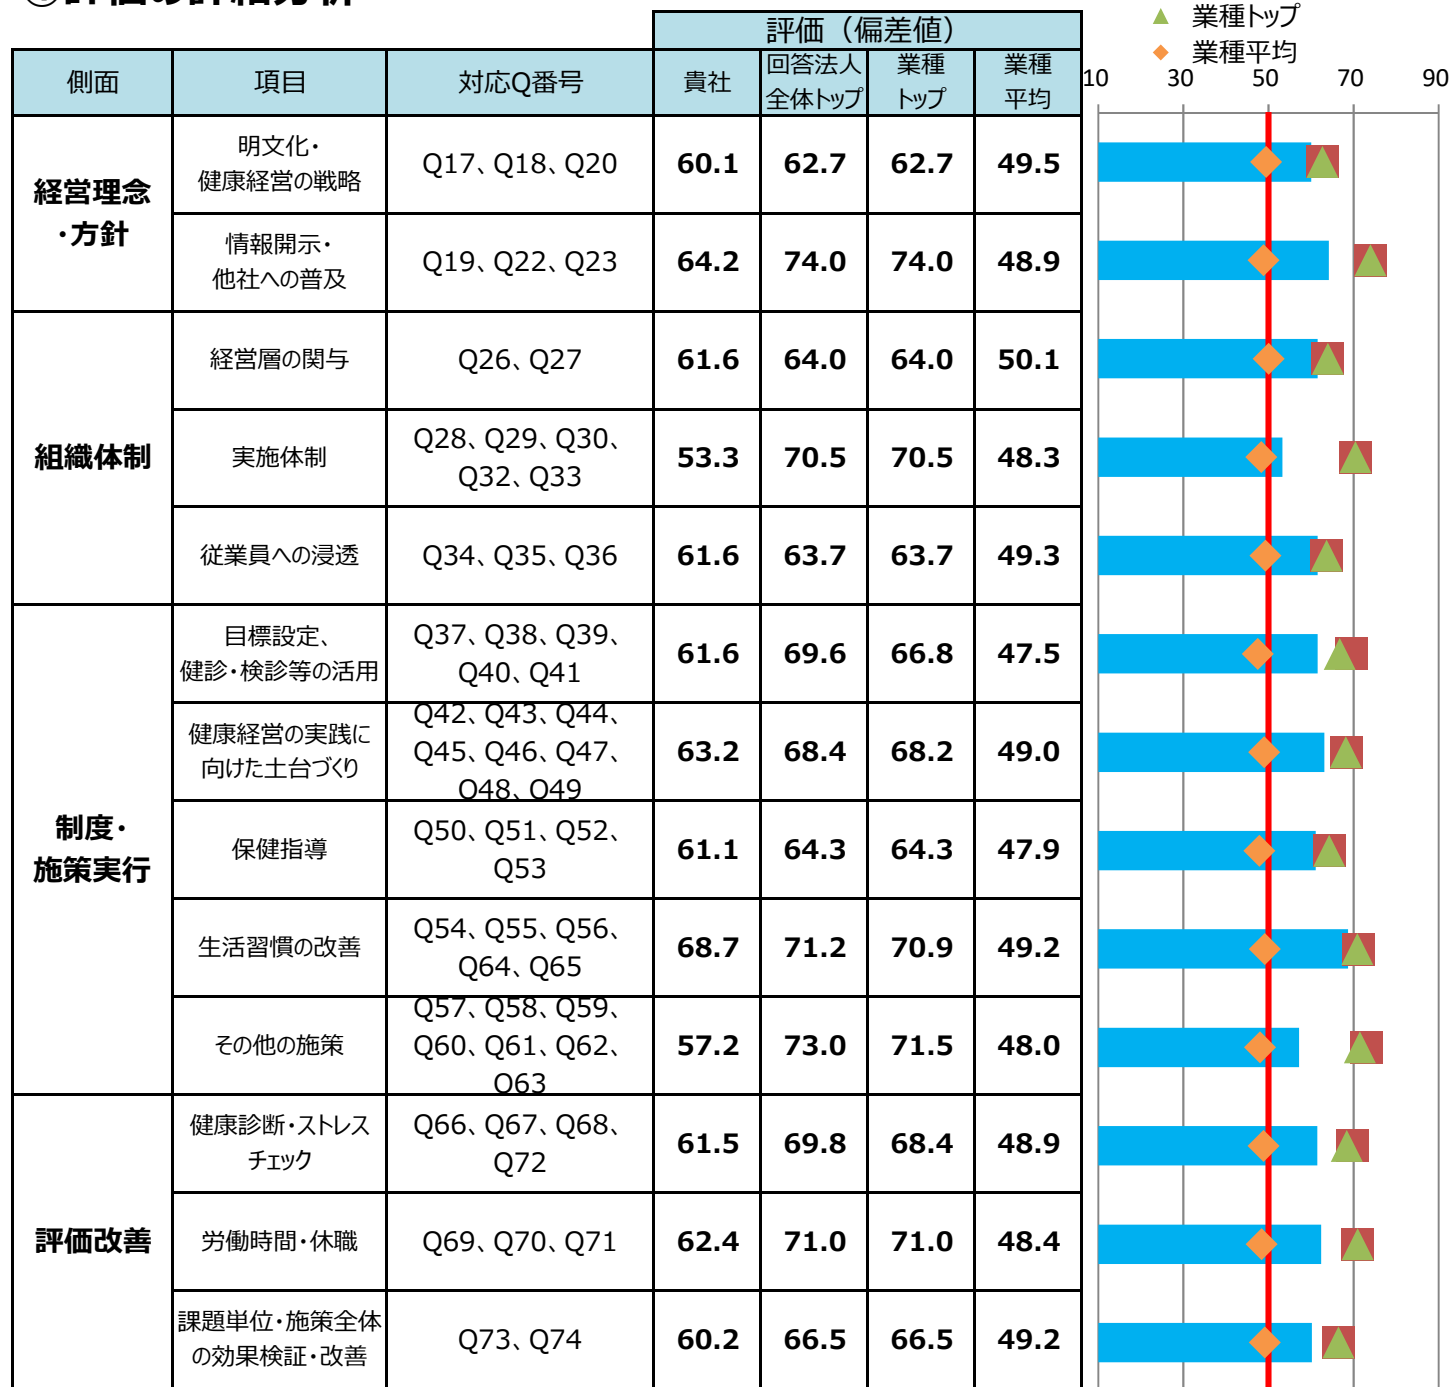 評価（偏差値）
▲ 業種トップ
◆ 業種平均
側面 項目 対応Q番号 貴社 回答法人 業種 業種
全体トップ トップ 平均
10 30 50 70 90
経営理念
・方針
明文化・
健康経営の戦略
Q17、Q18、Q20 60.1 62.7 62.7 49.5
情報開示・
他社への普及
Q19、Q22、Q23 64.2 74.0 74.0 48.9
組織体制
経営層の関与 Q26、Q27 61.6 64.0 64.0 50.1
実施体制
Q28、Q29、Q30、
Q32、Q33
53.3 70.5 70.5 48.3
従業員への浸透 Q34、Q35、Q36 61.6 63.7 63.7 49.3
制度・
施策実行
目標設定、
健診・検診等の活用
Q37、Q38、Q39、
Q40、Q41
61.6 69.6 66.8 47.5
健康経営の実践に
向けた土台づくり
Q42、Q43、Q44、
Q45、Q46、Q47、
Q48、Q49
63.2 68.4 68.2 49.0
保健指導
Q50、Q51、Q52、
Q53
61.1 64.3 64.3 47.9
生活習慣の改善
Q54、Q55、Q56、
Q64、Q65
68.7 71.2 70.9 49.2
その他の施策
Q57、Q58、Q59、
Q60、Q61、Q62、
Q63
57.2 73.0 71.5 48.0
評価改善
健康診断・ストレス
チェック
Q66、Q67、Q68、
Q72
61.5 69.8 68.4 48.9
労働時間・休職 Q69、Q70、Q71 62.4 71.0 71.0 48.4
課題単位・施策全体
の効果検証・改善
Q73、Q74 60.2 66.5 66.5 49.2